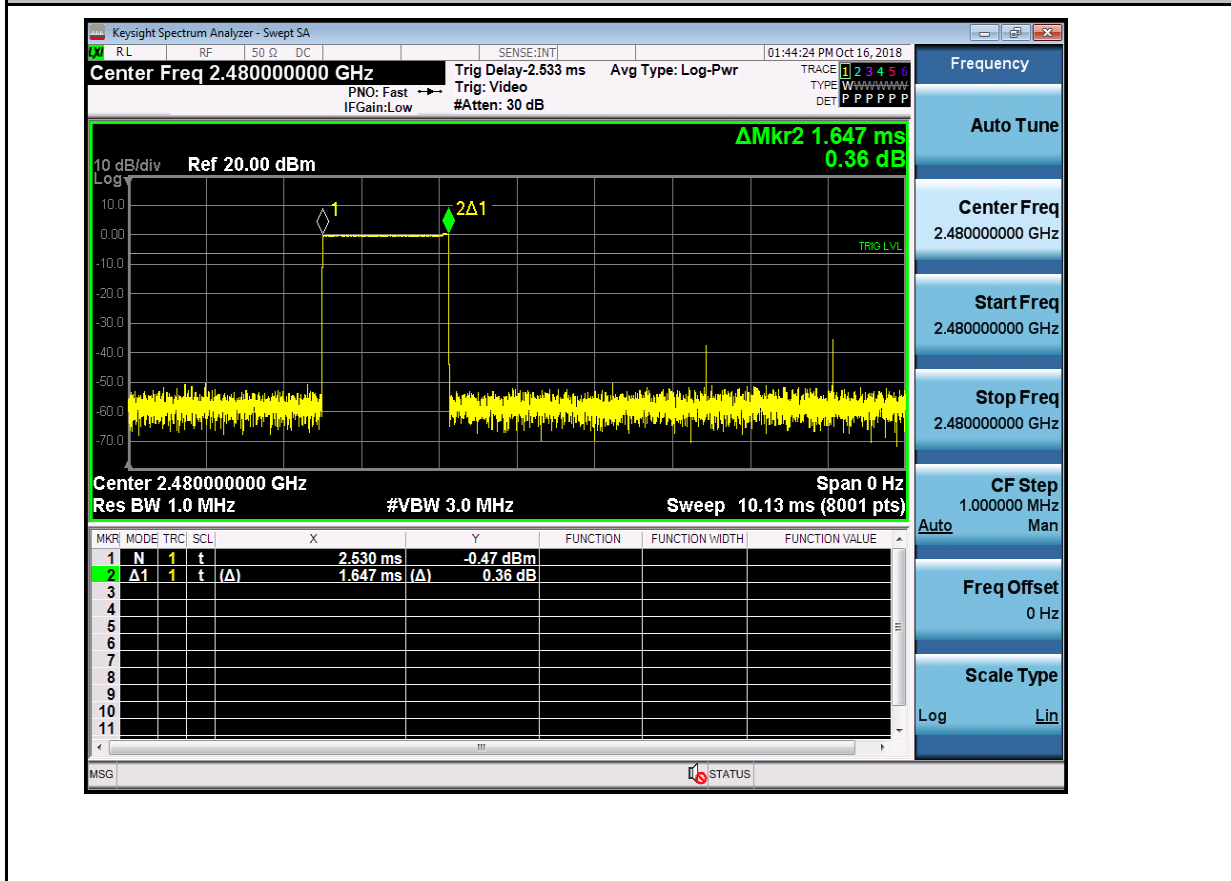 Keysight Spectrum Analyzer - Swept SA
LXI RL RF 50 Ω DC SENSE:INT 01:44:24 PM Oct 16, 2018
Center Freq 2.480000000 GHz
PNO: Fast
IFGain:Low
Trig Delay-2.533 ms
Trig: Video
#Atten: 30 dB
Avg Type: Log-Pwr
TRACE 1 2 3 4 5 6
TYPE WWWWWW
DET P P P P P P
ΔMkr2 1.647 ms
0.36 dB
10 dB/div Ref 20.00 dBm
Log
10.0
0.00
-10.0
-20.0
-30.0
-40.0
-50.0
-60.0
-70.0
1
2Δ1
TRIG LVL
Center 2.480000000 GHz Span 0 Hz
Res BW 1.0 MHz #VBW 3.0 MHz Sweep 10.13 ms (8001 pts)
MKR MODE TRC SCL X Y FUNCTION FUNCTION WIDTH FUNCTION VALUE
1 N 1 t 2.530 ms -0.47 dBm
2 Δ1 1 t (Δ) 1.647 ms (Δ) 0.36 dB
3
4
5
6
7
8
9
10
11
MSG STATUS
Frequency
Auto Tune
Center Freq
2.480000000 GHz
Start Freq
2.480000000 GHz
Stop Freq
2.480000000 GHz
CF Step
1.000000 MHz
Auto Man
Freq Offset
0 Hz
Scale Type
Log Lin